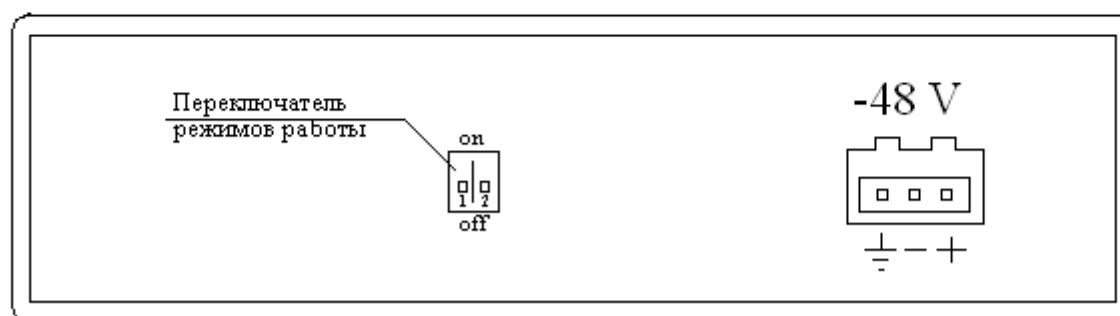 Переключатель
режимов работы
on
1 2
off
-48 V
− +